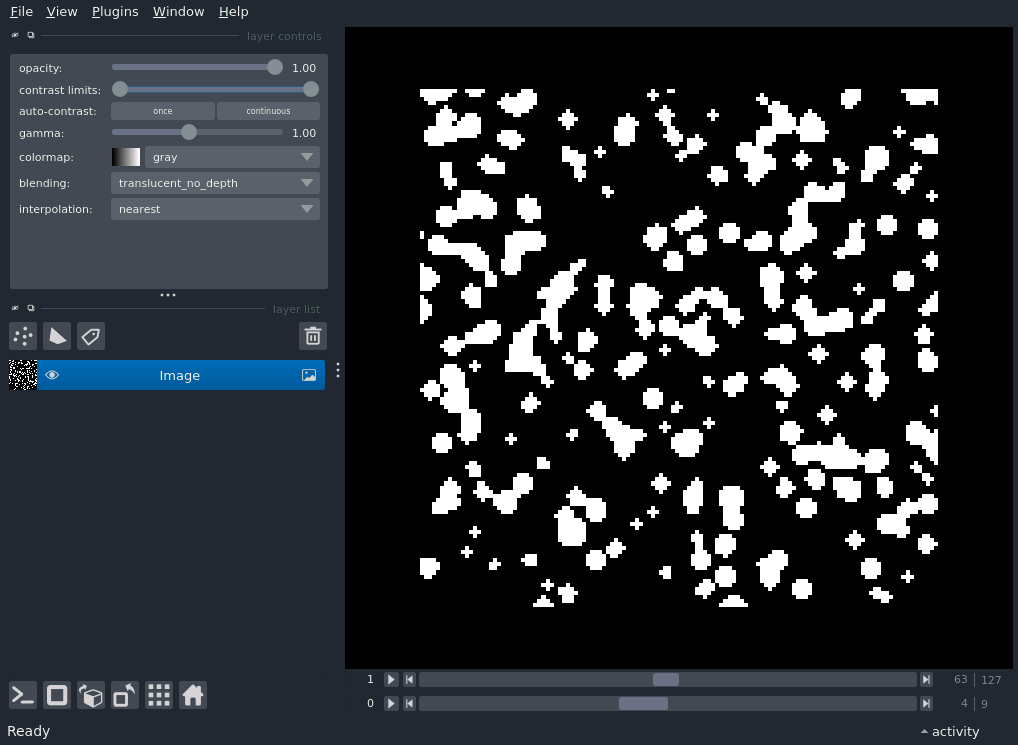 File View Plugins Window Help
layer controls
opacity: 1.00
contrast limits:
auto-contrast: once continuous
gamma: 1.00
colormap: gray
blending: translucent_no_depth
interpolation: nearest
layer list
Image
1 63 127
0 4 9
Ready activity